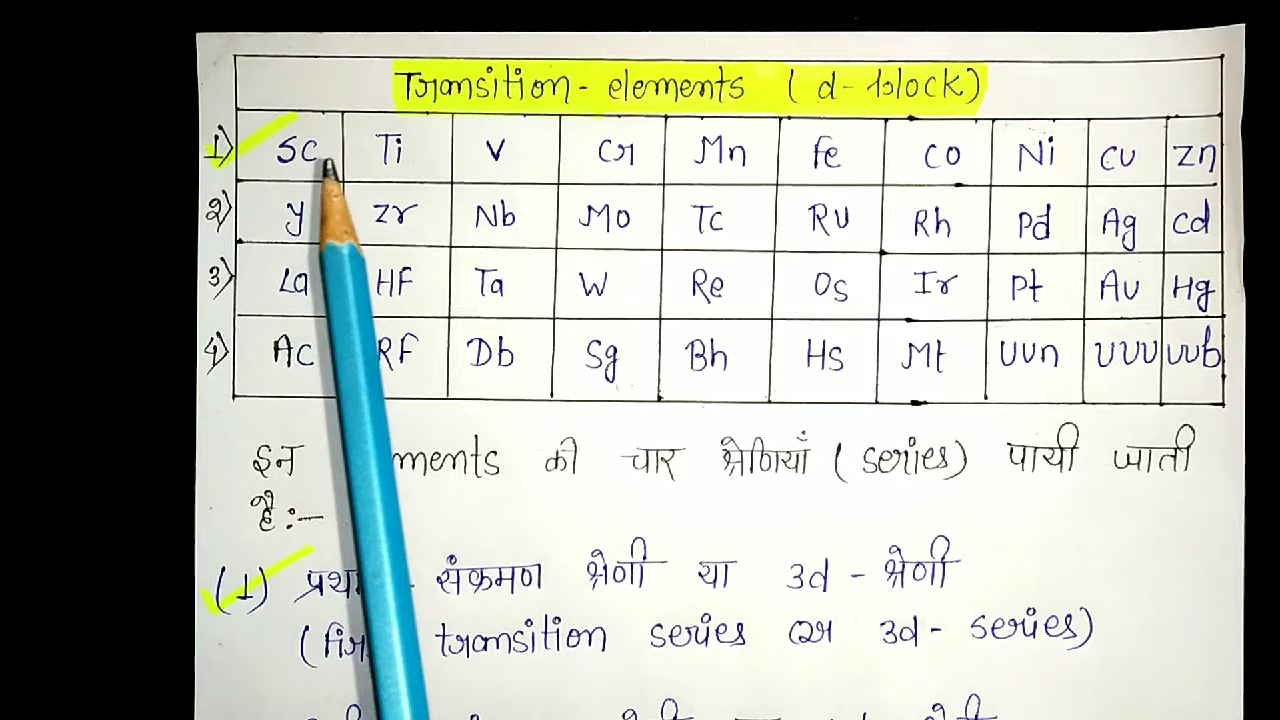 Transition - elements (d-block)
1) Sc Ti V Cr Mn Fe Co Ni Cu Zn
2) Y Zr Nb Mo Tc RU Rh Pd Ag Cd
3) La HF Ta W Re Os Ir Pt AU Hg
4) Ac RF Db Sg Bh HS Mt UUn UUU UUb
इन ments की चार श्रेणियाँ (series) पायी जाती
है :-
(1) संक्रमण श्रेणी या 3d - श्रेणी
transition series or 3d - series)